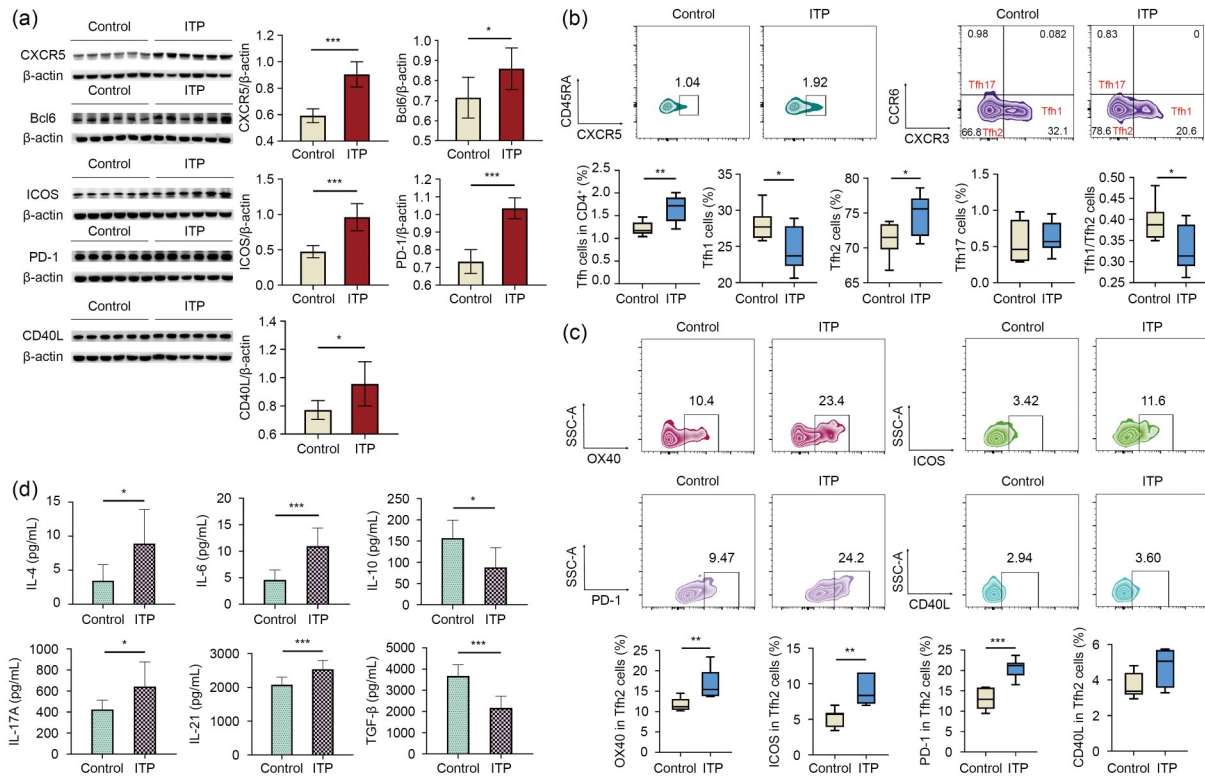 (a)
Control ITP
CXCR5
β-actin
Bcl6
β-actin
Control ITP
ICOS
β-actin
PD-1
β-actin
Control ITP
CD40L
β-actin
CXCR5/β-actin
1.2
1.0
0.8
0.6
0.4
***
Control ITP
Bcl6/β-actin
1.1
1.0
0.9
0.8
0.7
0.6
0.5
*
Control ITP
ICOS/β-actin
1.5
1.0
0.5
0.0
***
Control ITP
PD-1/β-actin
1.2
1.1
1.0
0.9
0.8
0.7
0.6
***
Control ITP
CD40L/β-actin
1.4
1.2
1.0
0.8
0.6
*
Control ITP
(b)
Control ITP
1.04
1.92
CD45RA
CXCR5
Control ITP
0.98 0.082
Tfh17
Tfh1
66.8 Tfh2 32.1
0.83 0
Tfh17
Tfh1
78.6 Tfh2 20.6
CCR6
CXCR3
Tfh cells in CD4⁺ (%)
2.5
2.0
1.5
1.0
0.5
0.0
**
Control ITP
Tfh1 cells (%)
35
30
25
20
*
Control ITP
Tfh2 cells (%)
80
75
70
65
*
Control ITP
Tfh17 cells (%)
1.5
1.0
0.5
0.0
Control ITP
Tfh1/Tfh2 cells
0.50
0.45
0.40
0.35
0.30
0.25
*
Control ITP
(c)
Control ITP
10.4
23.4
SSC-A
OX40
Control ITP
3.42
11.6
SSC-A
ICOS
Control ITP
9.47
24.2
SSC-A
PD-1
Control ITP
2.94
3.60
SSC-A
CD40L
OX40 in Tfh2 cells (%)
25
20
15
10
5
0
**
Control ITP
ICOS in Tfh2 cells (%)
15
10
5
0
**
Control ITP
PD-1 in Tfh2 cells (%)
30
20
10
0
***
Control ITP
CD40L in Tfh2 cells (%)
6
4
2
0
Control ITP
(d)
IL-4 (pg/mL)
15
10
5
0
*
Control ITP
IL-6 (pg/mL)
20
15
10
5
0
***
Control ITP
IL-10 (pg/mL)
250
200
150
100
50
0
*
Control ITP
IL-17A (pg/mL)
1000
800
600
400
200
0
*
Control ITP
IL-21 (pg/mL)
3000
2000
1000
0
***
Control ITP
TGF-β (pg/mL)
6000
5000
4000
3000
2000
1000
0
***
Control ITP